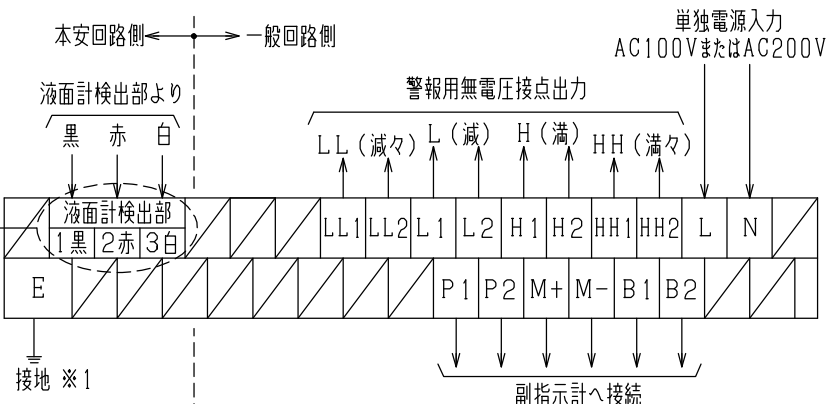 本安回路側
一般回路側
単独電源入力
AC100VまたはAC200V
液面計検出部より
警報用無電圧接点出力
黒 赤 白
LL(減々) L(減) H(満) HH(満々)
液面計検出部
1黒 2赤 3白
LL1 LL2 L1 L2 H1 H2 HH1 HH2 L N
E P1 P2 M+ M- B1 B2
接地 ※1
副指示計へ接続